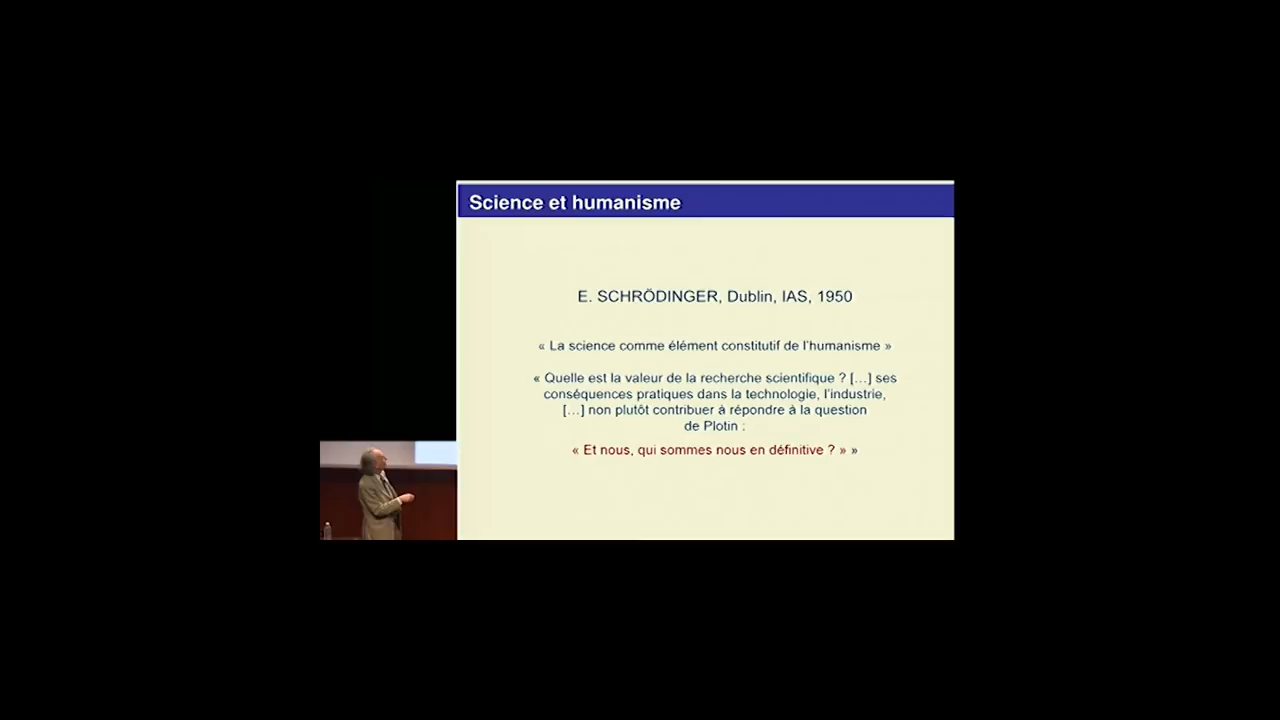 Science et humanisme
E. SCHRÖDINGER, Dublin, IAS, 1950
« La science comme élément constitutif de l'humanisme »
« Quelle est la valeur de la recherche scientifique ? [...] ses
conséquences pratiques dans la technologie, l'industrie,
[...] non plutôt contribuer à répondre à la question
de Plotin :
« Et nous, qui sommes nous en définitive ? » »